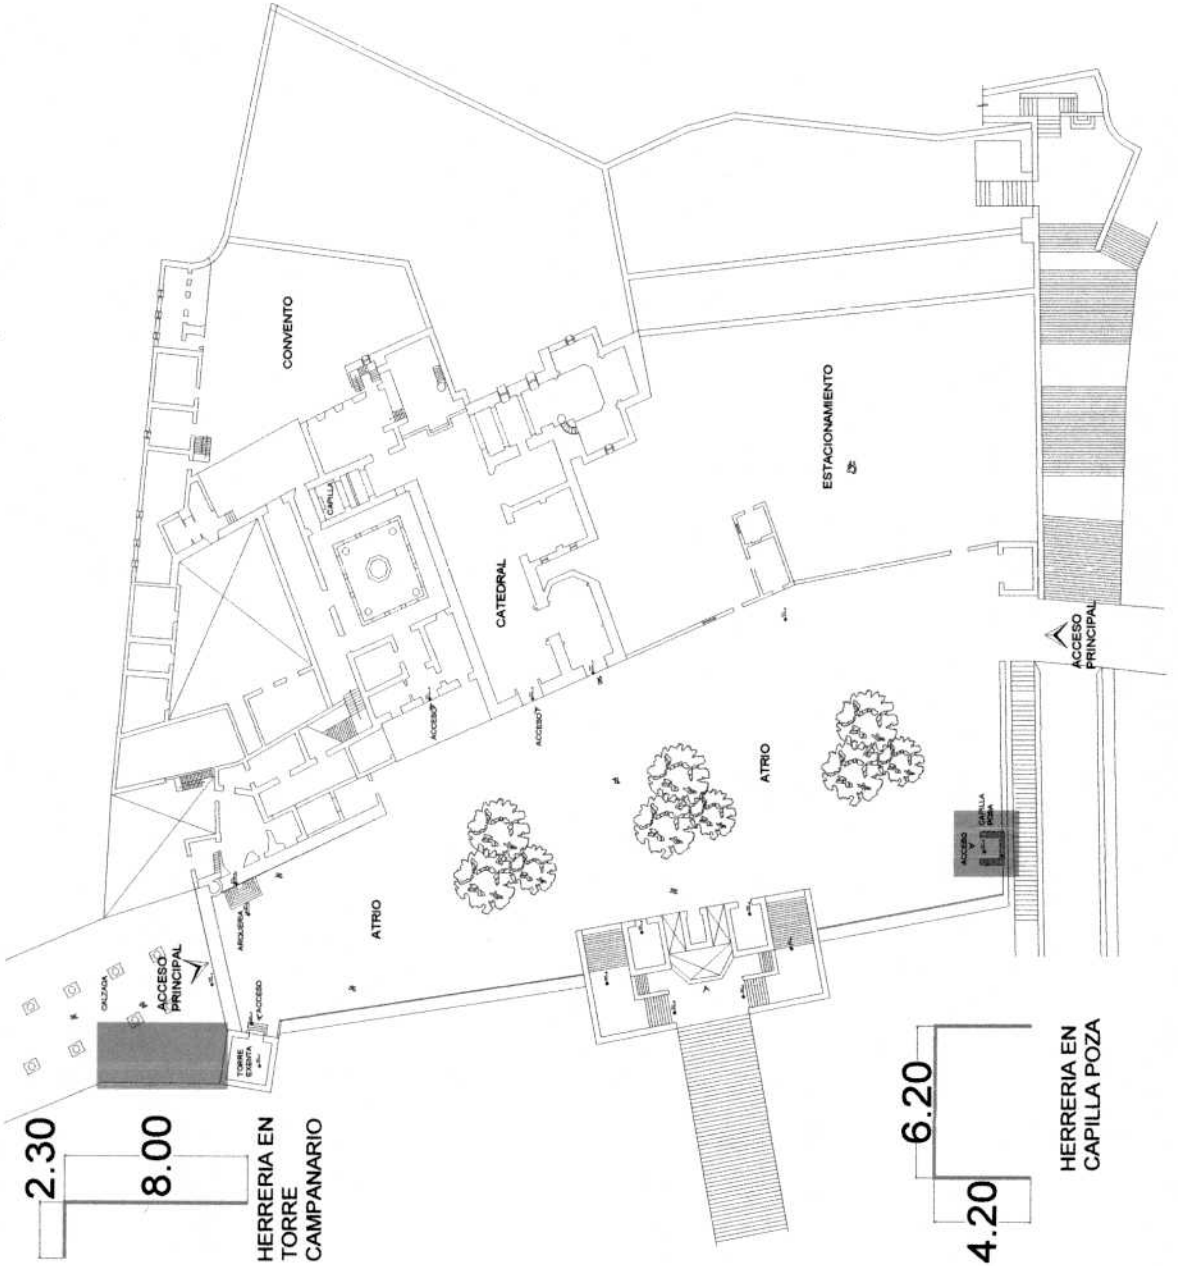 CONVENTO
CAPILLA
CATEDRAL
ESTACIONAMIENTO
ACCESO
ACCESO
ATRIO
ATRIO
ACCESO
PRINCIPAL
ACCESO
CAPILLA
POSA
ARQUERIA
CALZADA
ACCESO
PRINCIPAL
ACCESO
TORRE
EXENTA
2.30
8.00
HERRERIA EN
TORRE
CAMPANARIO
6.20
4.20
HERRERIA EN
CAPILLA POZA